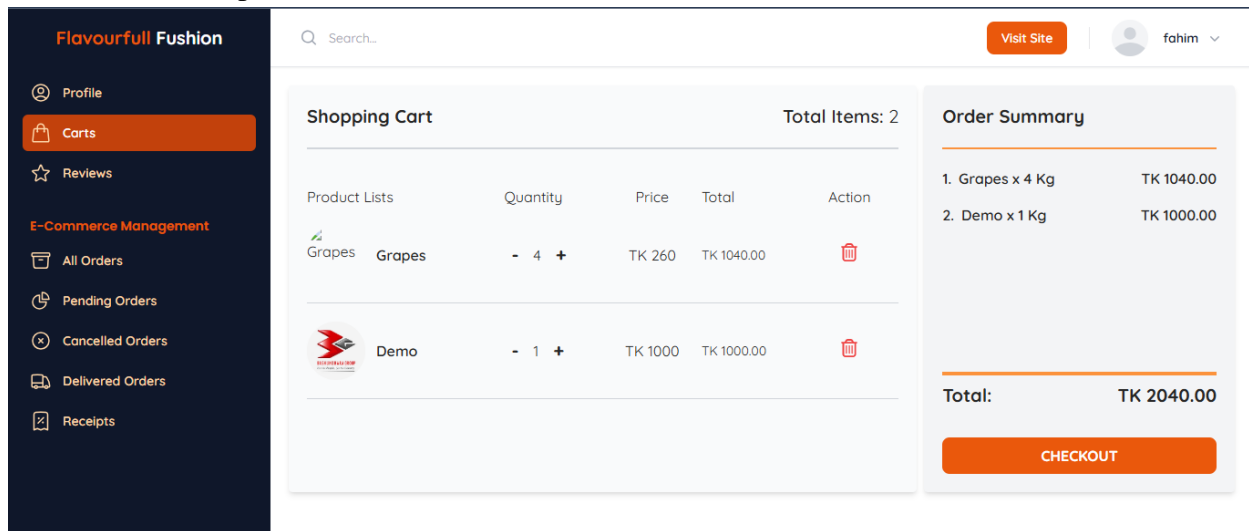 Flavourfull Fushion
Search...
Visit Site
fahim
Profile
Carts
Reviews
E-Commerce Management
All Orders
Pending Orders
Cancelled Orders
Delivered Orders
Receipts
Shopping Cart
Total Items: 2
Product Lists Quantity Price Total Action
Grapes Grapes - 4 + TK 260 TK 1040.00
Demo - 1 + TK 1000 TK 1000.00
Order Summary
1. Grapes x 4 Kg TK 1040.00
2. Demo x 1 Kg TK 1000.00
Total: TK 2040.00
CHECKOUT